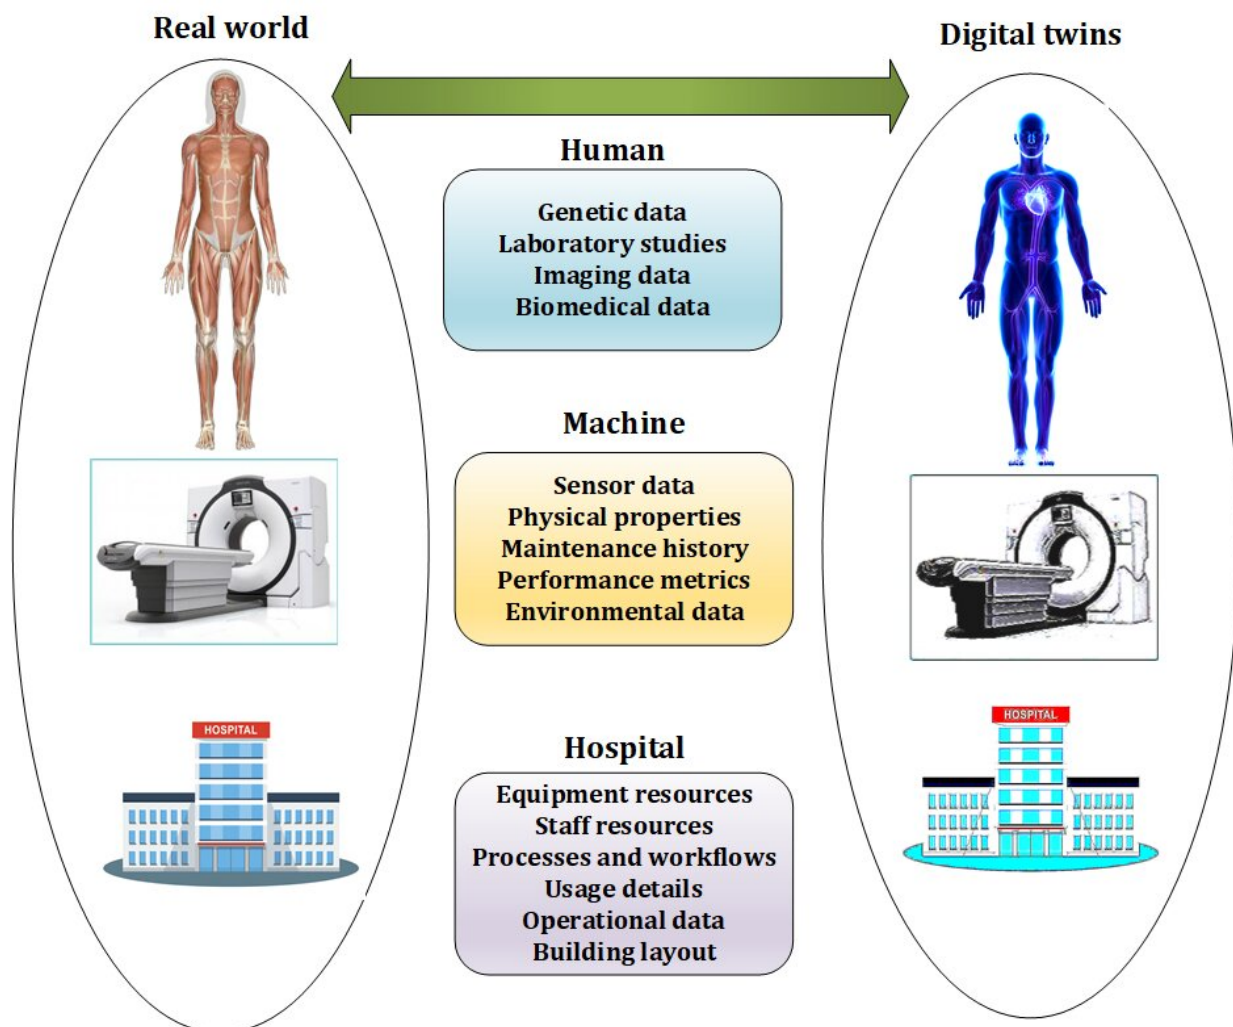 Real world
Digital twins
Human
Genetic data
Laboratory studies
Imaging data
Biomedical data
Machine
Sensor data
Physical properties
Maintenance history
Performance metrics
Environmental data
HOSPITAL
HOSPITAL
Hospital
Equipment resources
Staff resources
Processes and workflows
Usage details
Operational data
Building layout